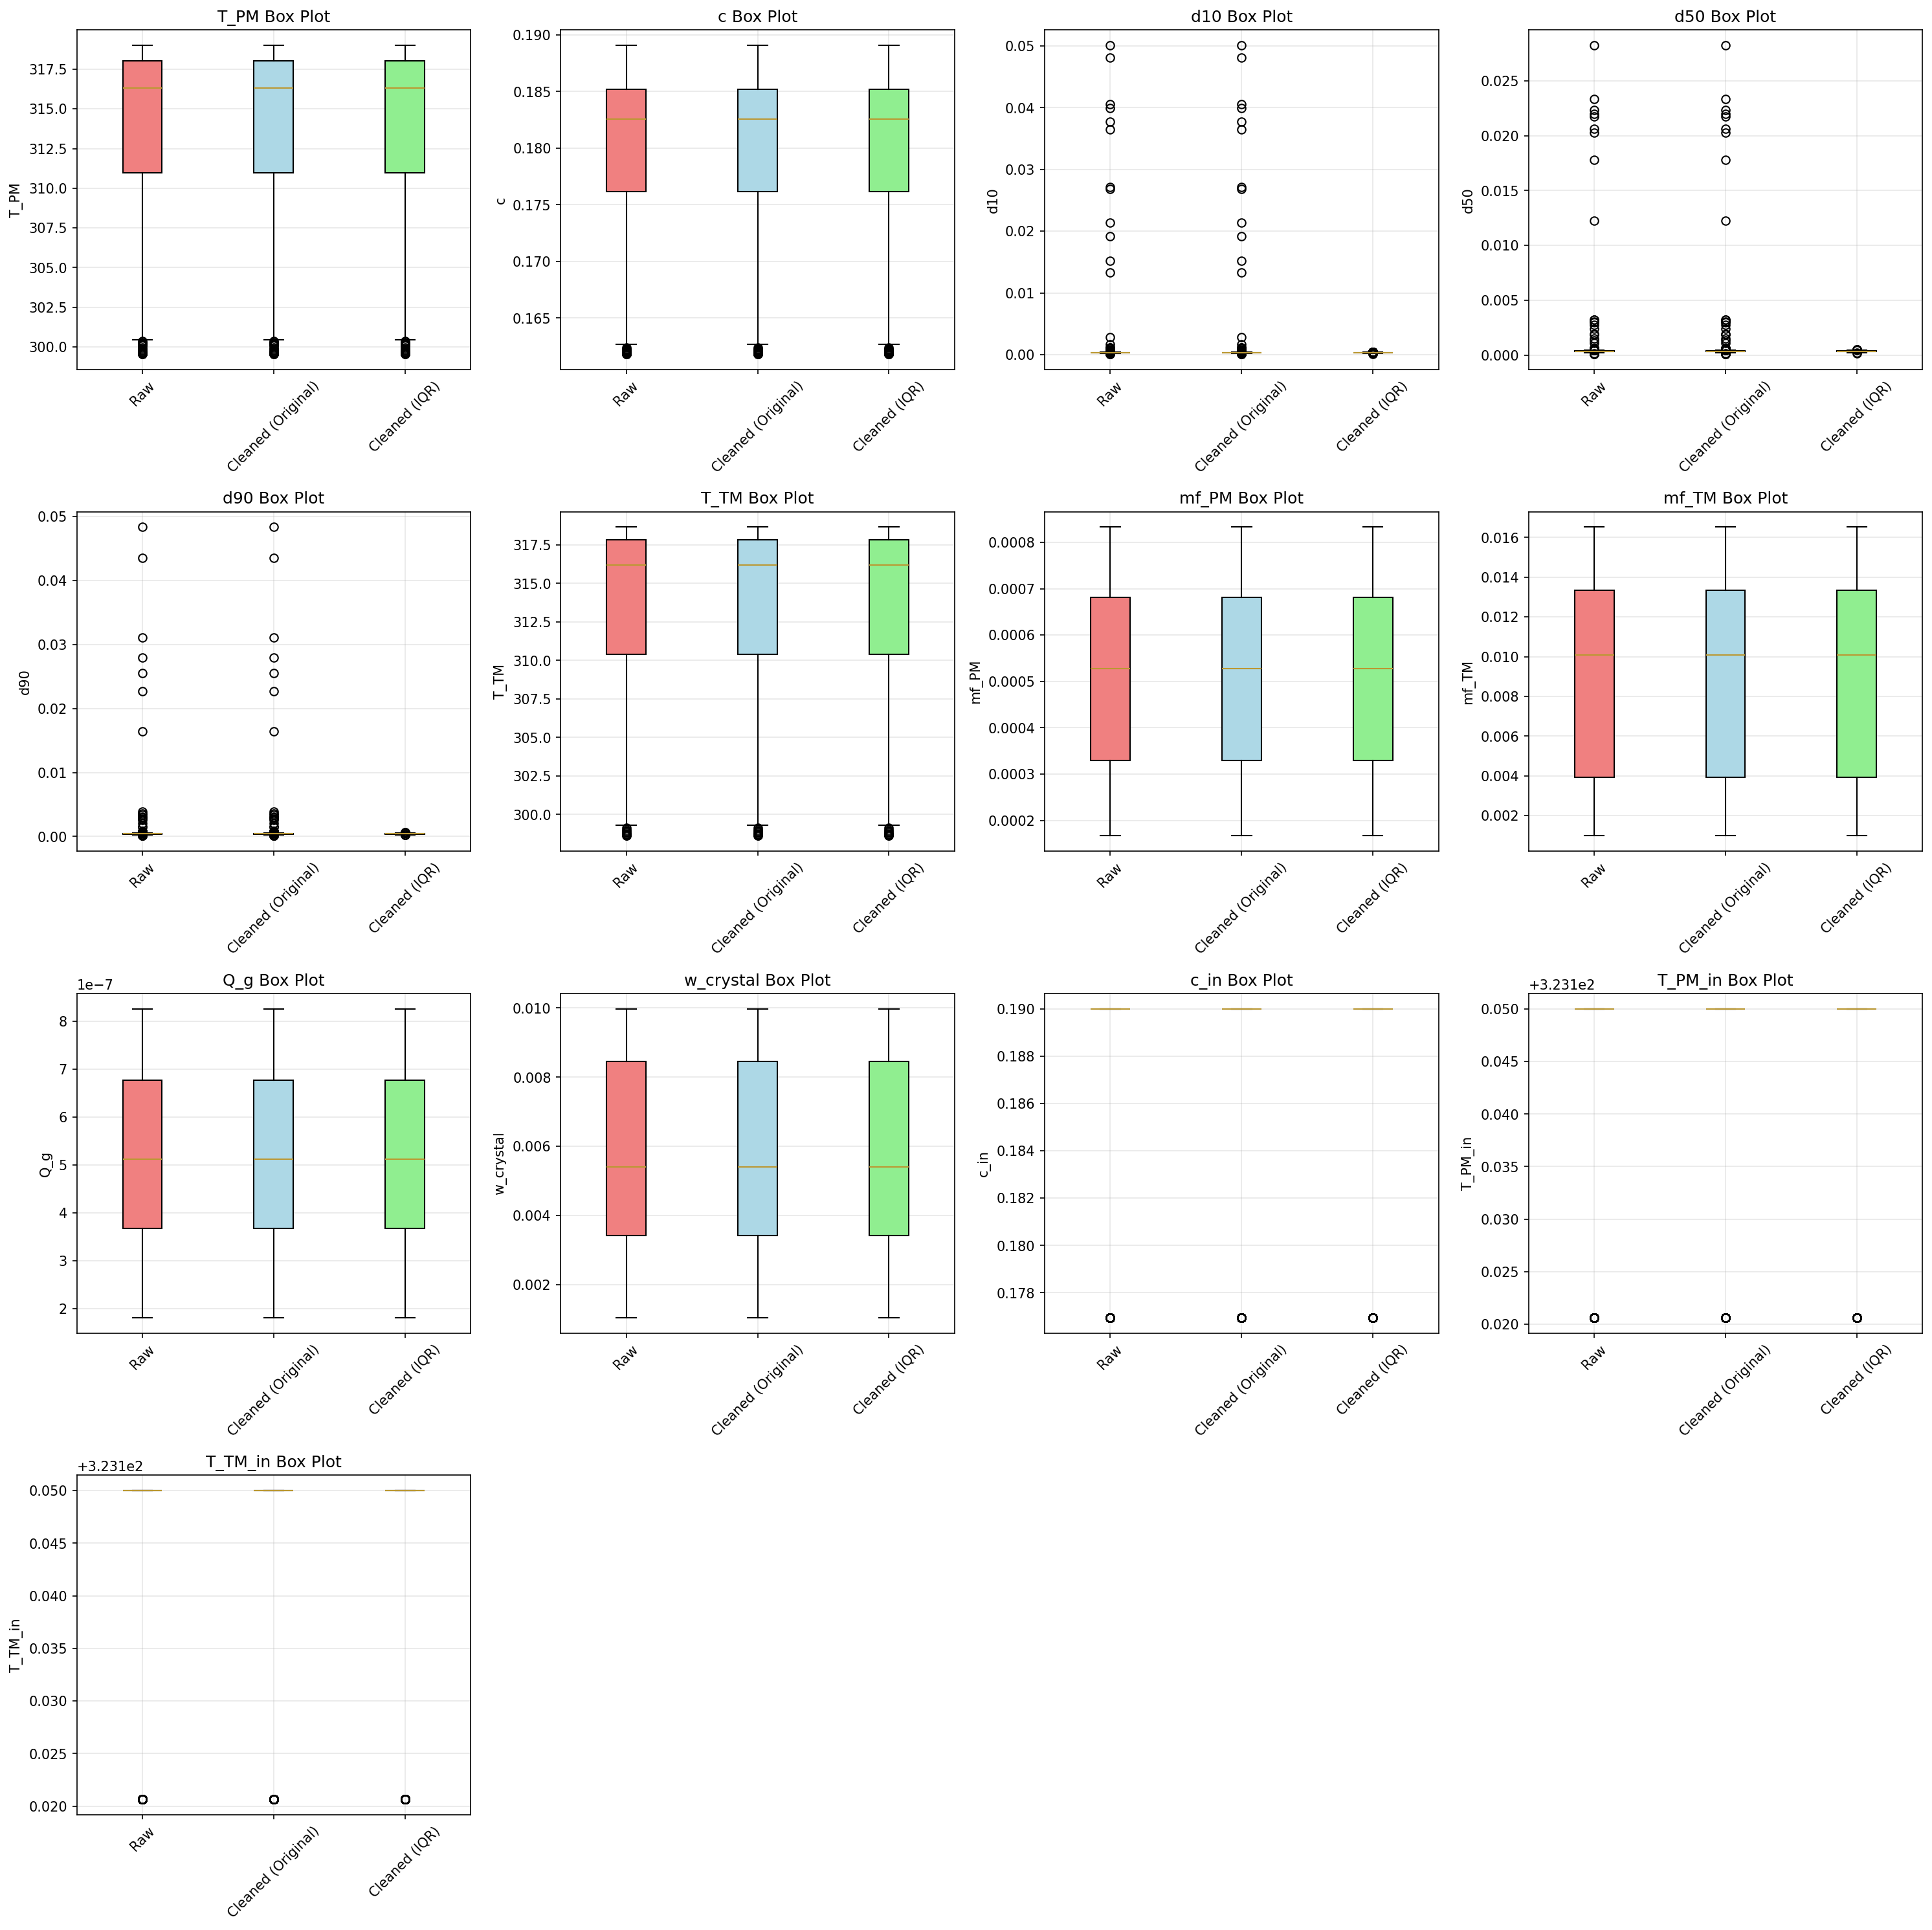 T_PM Box Plot
T_PM
317.5
315.0
312.5
310.0
307.5
305.0
302.5
300.0
Raw
Cleaned (Original)
Cleaned (IQR)
c Box Plot
c
0.190
0.185
0.180
0.175
0.170
0.165
Raw
Cleaned (Original)
Cleaned (IQR)
d10 Box Plot
d10
0.05
0.04
0.03
0.02
0.01
0.00
Raw
Cleaned (Original)
Cleaned (IQR)
d50 Box Plot
d50
0.025
0.020
0.015
0.010
0.005
0.000
Raw
Cleaned (Original)
Cleaned (IQR)
d90 Box Plot
d90
0.05
0.04
0.03
0.02
0.01
0.00
Raw
Cleaned (Original)
Cleaned (IQR)
T_TM Box Plot
T_TM
317.5
315.0
312.5
310.0
307.5
305.0
302.5
300.0
Raw
Cleaned (Original)
Cleaned (IQR)
mf_PM Box Plot
mf_PM
0.0008
0.0007
0.0006
0.0005
0.0004
0.0003
0.0002
Raw
Cleaned (Original)
Cleaned (IQR)
mf_TM Box Plot
mf_TM
0.016
0.014
0.012
0.010
0.008
0.006
0.004
0.002
Raw
Cleaned (Original)
Cleaned (IQR)
Q_g Box Plot
1e−7
Q_g
8
7
6
5
4
3
2
Raw
Cleaned (Original)
Cleaned (IQR)
w_crystal Box Plot
w_crystal
0.010
0.008
0.006
0.004
0.002
Raw
Cleaned (Original)
Cleaned (IQR)
c_in Box Plot
c_in
0.190
0.188
0.186
0.184
0.182
0.180
0.178
Raw
Cleaned (Original)
Cleaned (IQR)
T_PM_in Box Plot
+3.231e2
T_PM_in
0.050
0.045
0.040
0.035
0.030
0.025
0.020
Raw
Cleaned (Original)
Cleaned (IQR)
T_TM_in Box Plot
+3.231e2
T_TM_in
0.050
0.045
0.040
0.035
0.030
0.025
0.020
Raw
Cleaned (Original)
Cleaned (IQR)